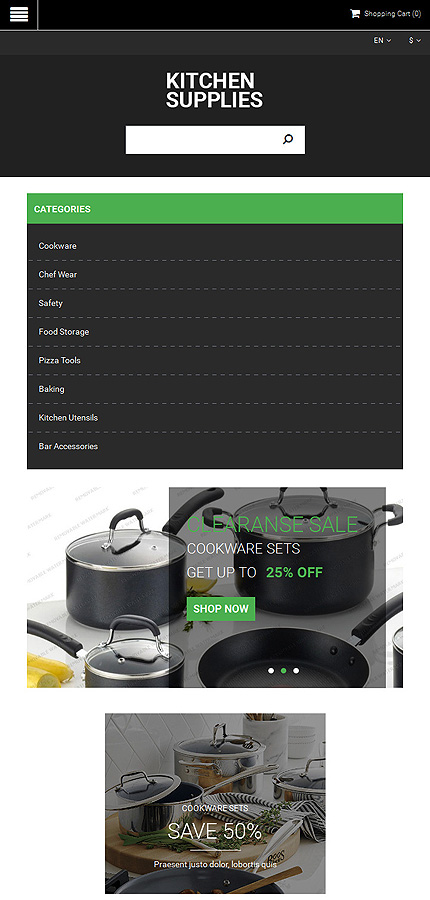 Shopping Cart (0)
EN
$
KITCHEN
SUPPLIES
CATEGORIES
Cookware
Chef Wear
Safety
Food Storage
Pizza Tools
Baking
Kitchen Utensils
Bar Accessories
CLEARANSE SALE
COOKWARE SETS
GET UP TO 25% OFF
SHOP NOW
COOKWARE SETS
SAVE 50%
Praesent justo dolor, lobortis quis